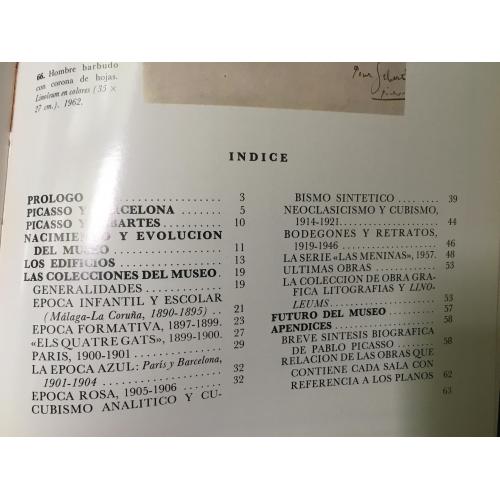 66. Hombre barbudo
con corona de hojas.
Linóleum en colores (35 ×
27 cm.). 1962.
Pour Sabartés
Picasso
INDICE
PROLOGO ........ 3
PICASSO Y BARCELONA ........ 5
PICASSO Y SABARTES ........ 10
NACIMIENTO Y EVOLUCION
DEL MUSEO ........ 11
LOS EDIFICIOS ........ 13
LAS COLECCIONES DEL MUSEO. 19
GENERALIDADES ........ 19
EPOCA INFANTIL Y ESCOLAR
(Málaga-La Coruña, 1890-1895) .. 21
EPOCA FORMATIVA, 1897-1899. 23
«ELS QUATRE GATS», 1899-1900. 27
PARIS, 1900-1901 ........ 29
LA EPOCA AZUL: París y Barcelona,
1901-1904 ........ 32
EPOCA ROSA, 1905-1906 ........ 32
CUBISMO ANALITICO Y CU-
BISMO SINTETICO .... .... 39
NEOCLASICISMO Y CUBISMO,
1914-1921. ........ 44
BODEGONES Y RETRATOS,
1919-1946 ........ 46
LA SERIE «LAS MENINAS», 1957. 48
ULTIMAS OBRAS ........ 53
LA COLECCION DE OBRA GRA-
FICA LITOGRAFIAS Y LINO-
LEUMS ........ 53
FUTURO DEL MUSEO ........ 57
APENDICES ........ 58
BREVE SINTESIS BIOGRAFICA
DE PABLO PICASSO ........ 58
RELACION DE LAS OBRAS QUE
CONTIENE CADA SALA CON
REFERENCIA A LOS PLANOS 62
63